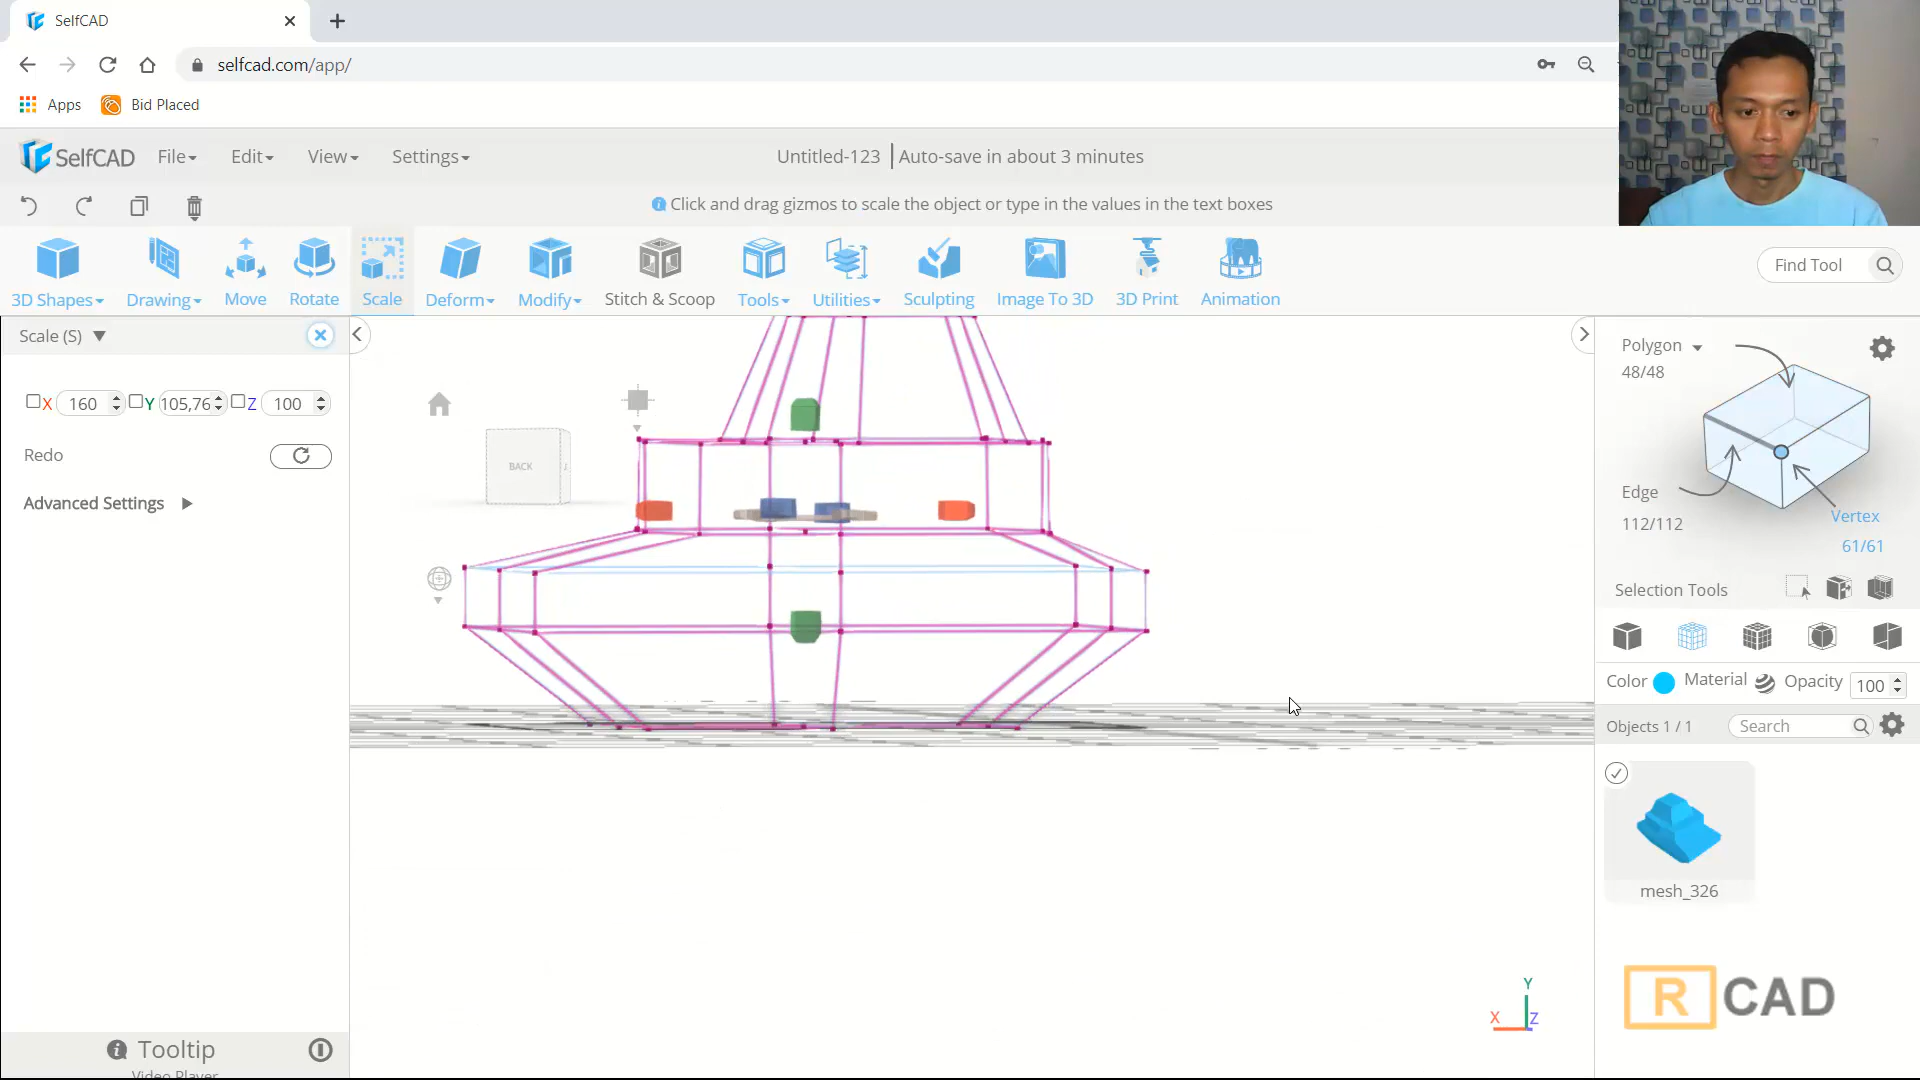 SelfCAD
selfcad.com/app/
Apps
Bid Placed
SelfCAD
File
Edit
View
Settings
Untitled-123
Auto-save in about 3 minutes
Click and drag gizmos to scale the object or type in the values in the text boxes
3D Shapes
Drawing
Move
Rotate
Scale
Deform
Modify
Stitch & Scoop
Tools
Utilities
Sculpting
Image To 3D
3D Print
Animation
Find Tool
Scale (S)
X 160
Y 105,76
Z 100
Redo
Advanced Settings
BACK
Polygon
48/48
Edge
112/112
Vertex
61/61
Selection Tools
Color
Material
Opacity
100
Objects 1 / 1
Search
mesh_326
Y
X
Z
R CAD
Tooltip
Video Player